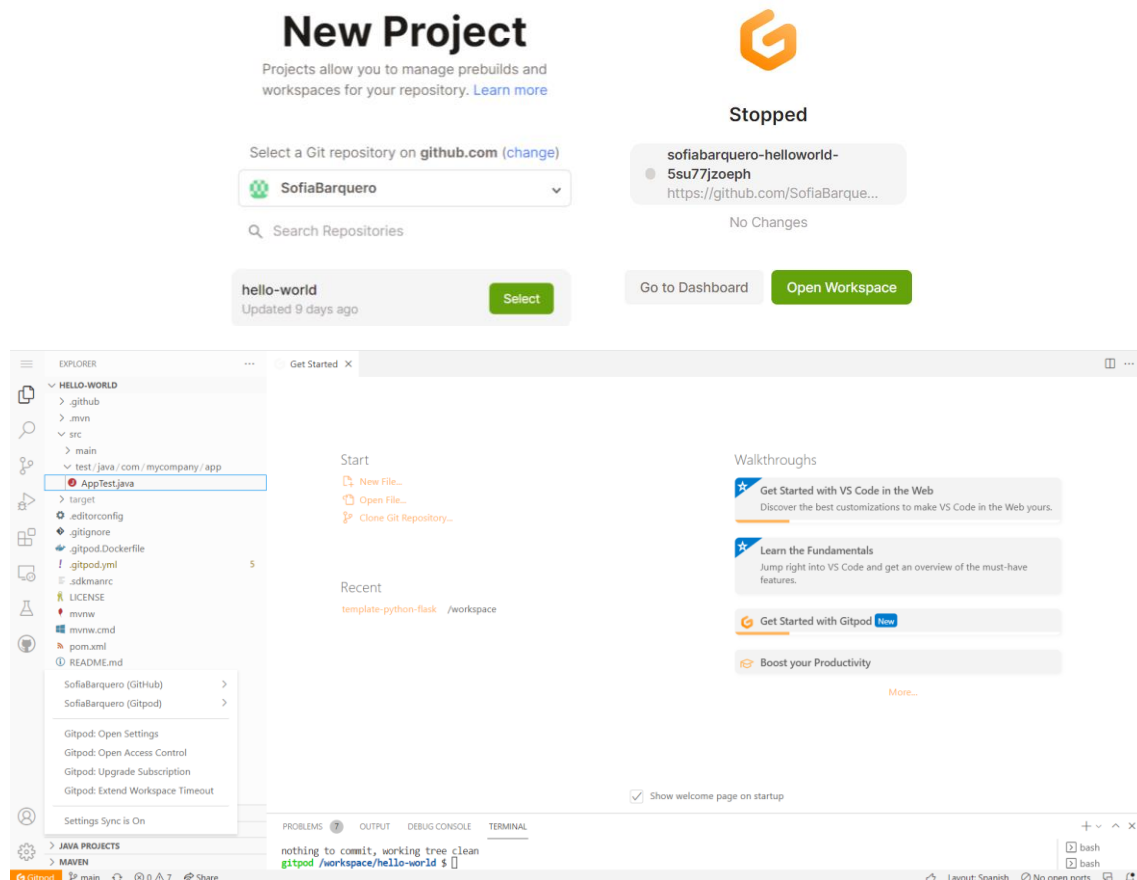 New Project
Projects allow you to manage prebuilds and
workspaces for your repository. Learn more
Select a Git repository on github.com (change)
SofiaBarquero
Search Repositories
hello-world
Updated 9 days ago
Select
Stopped
sofiabarquero-helloworld-
5su77jzoeph
https://github.com/SofiaBarque...
No Changes
Go to Dashboard
Open Workspace
EXPLORER
Get Started
HELLO-WORLD
.github
.mvn
src
main
test/java/com/mycompany/app
AppTest.java
target
.editorconfig
.gitignore
.gitpod.Dockerfile
.gitpod.yml 5
.sdkmanrc
LICENSE
mvnw
mvnw.cmd
pom.xml
README.md
SofiaBarquero (GitHub)
SofiaBarquero (Gitpod)
Gitpod: Open Settings
Gitpod: Open Access Control
Gitpod: Upgrade Subscription
Gitpod: Extend Workspace Timeout
Settings Sync is On
JAVA PROJECTS
MAVEN
Start
New File...
Open File...
Clone Git Repository...
Recent
template-python-flask /workspace
Walkthroughs
Get Started with VS Code in the Web
Discover the best customizations to make VS Code in the Web yours.
Learn the Fundamentals
Jump right into VS Code and get an overview of the must-have
features.
Get Started with Gitpod New
Boost your Productivity
More...
Show welcome page on startup
PROBLEMS 7 OUTPUT DEBUG CONSOLE TERMINAL
nothing to commit, working tree clean
gitpod /workspace/hello-world $
bash
bash
Gitpod main 0 7 Share Layout: Spanish No open ports